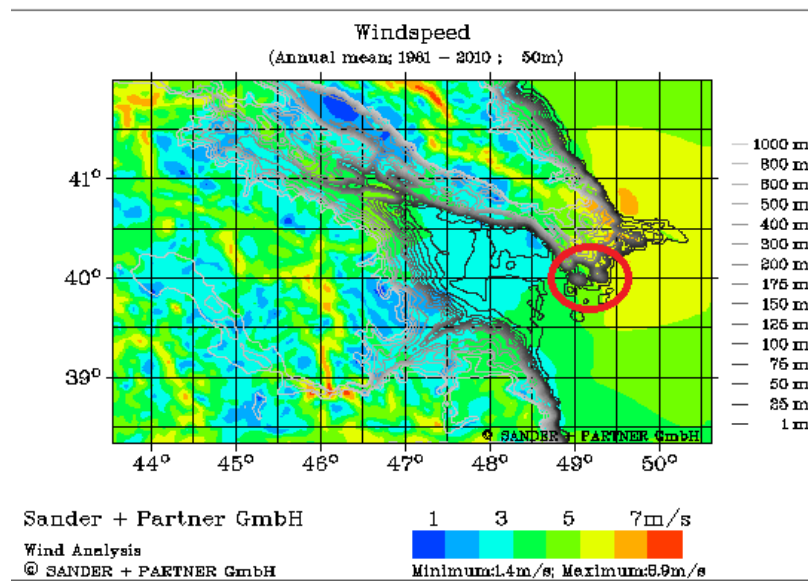 Windspeed
(Annual mean; 1961 - 2010 ; 50m)
1000 m
800 m
600 m
500 m
400 m
300 m
200 m
175 m
150 m
125 m
100 m
75 m
50 m
25 m
1 m
41°
40°
39°
© SANDER + PARTNER GmbH
44° 45° 46° 47° 48° 49° 50°
Sander + Partner GmbH
1 3 5 7m/s
Wind Analysis
© SANDER + PARTNER GmbH
Minimum:1.4m/s; Maximum:8.9m/s